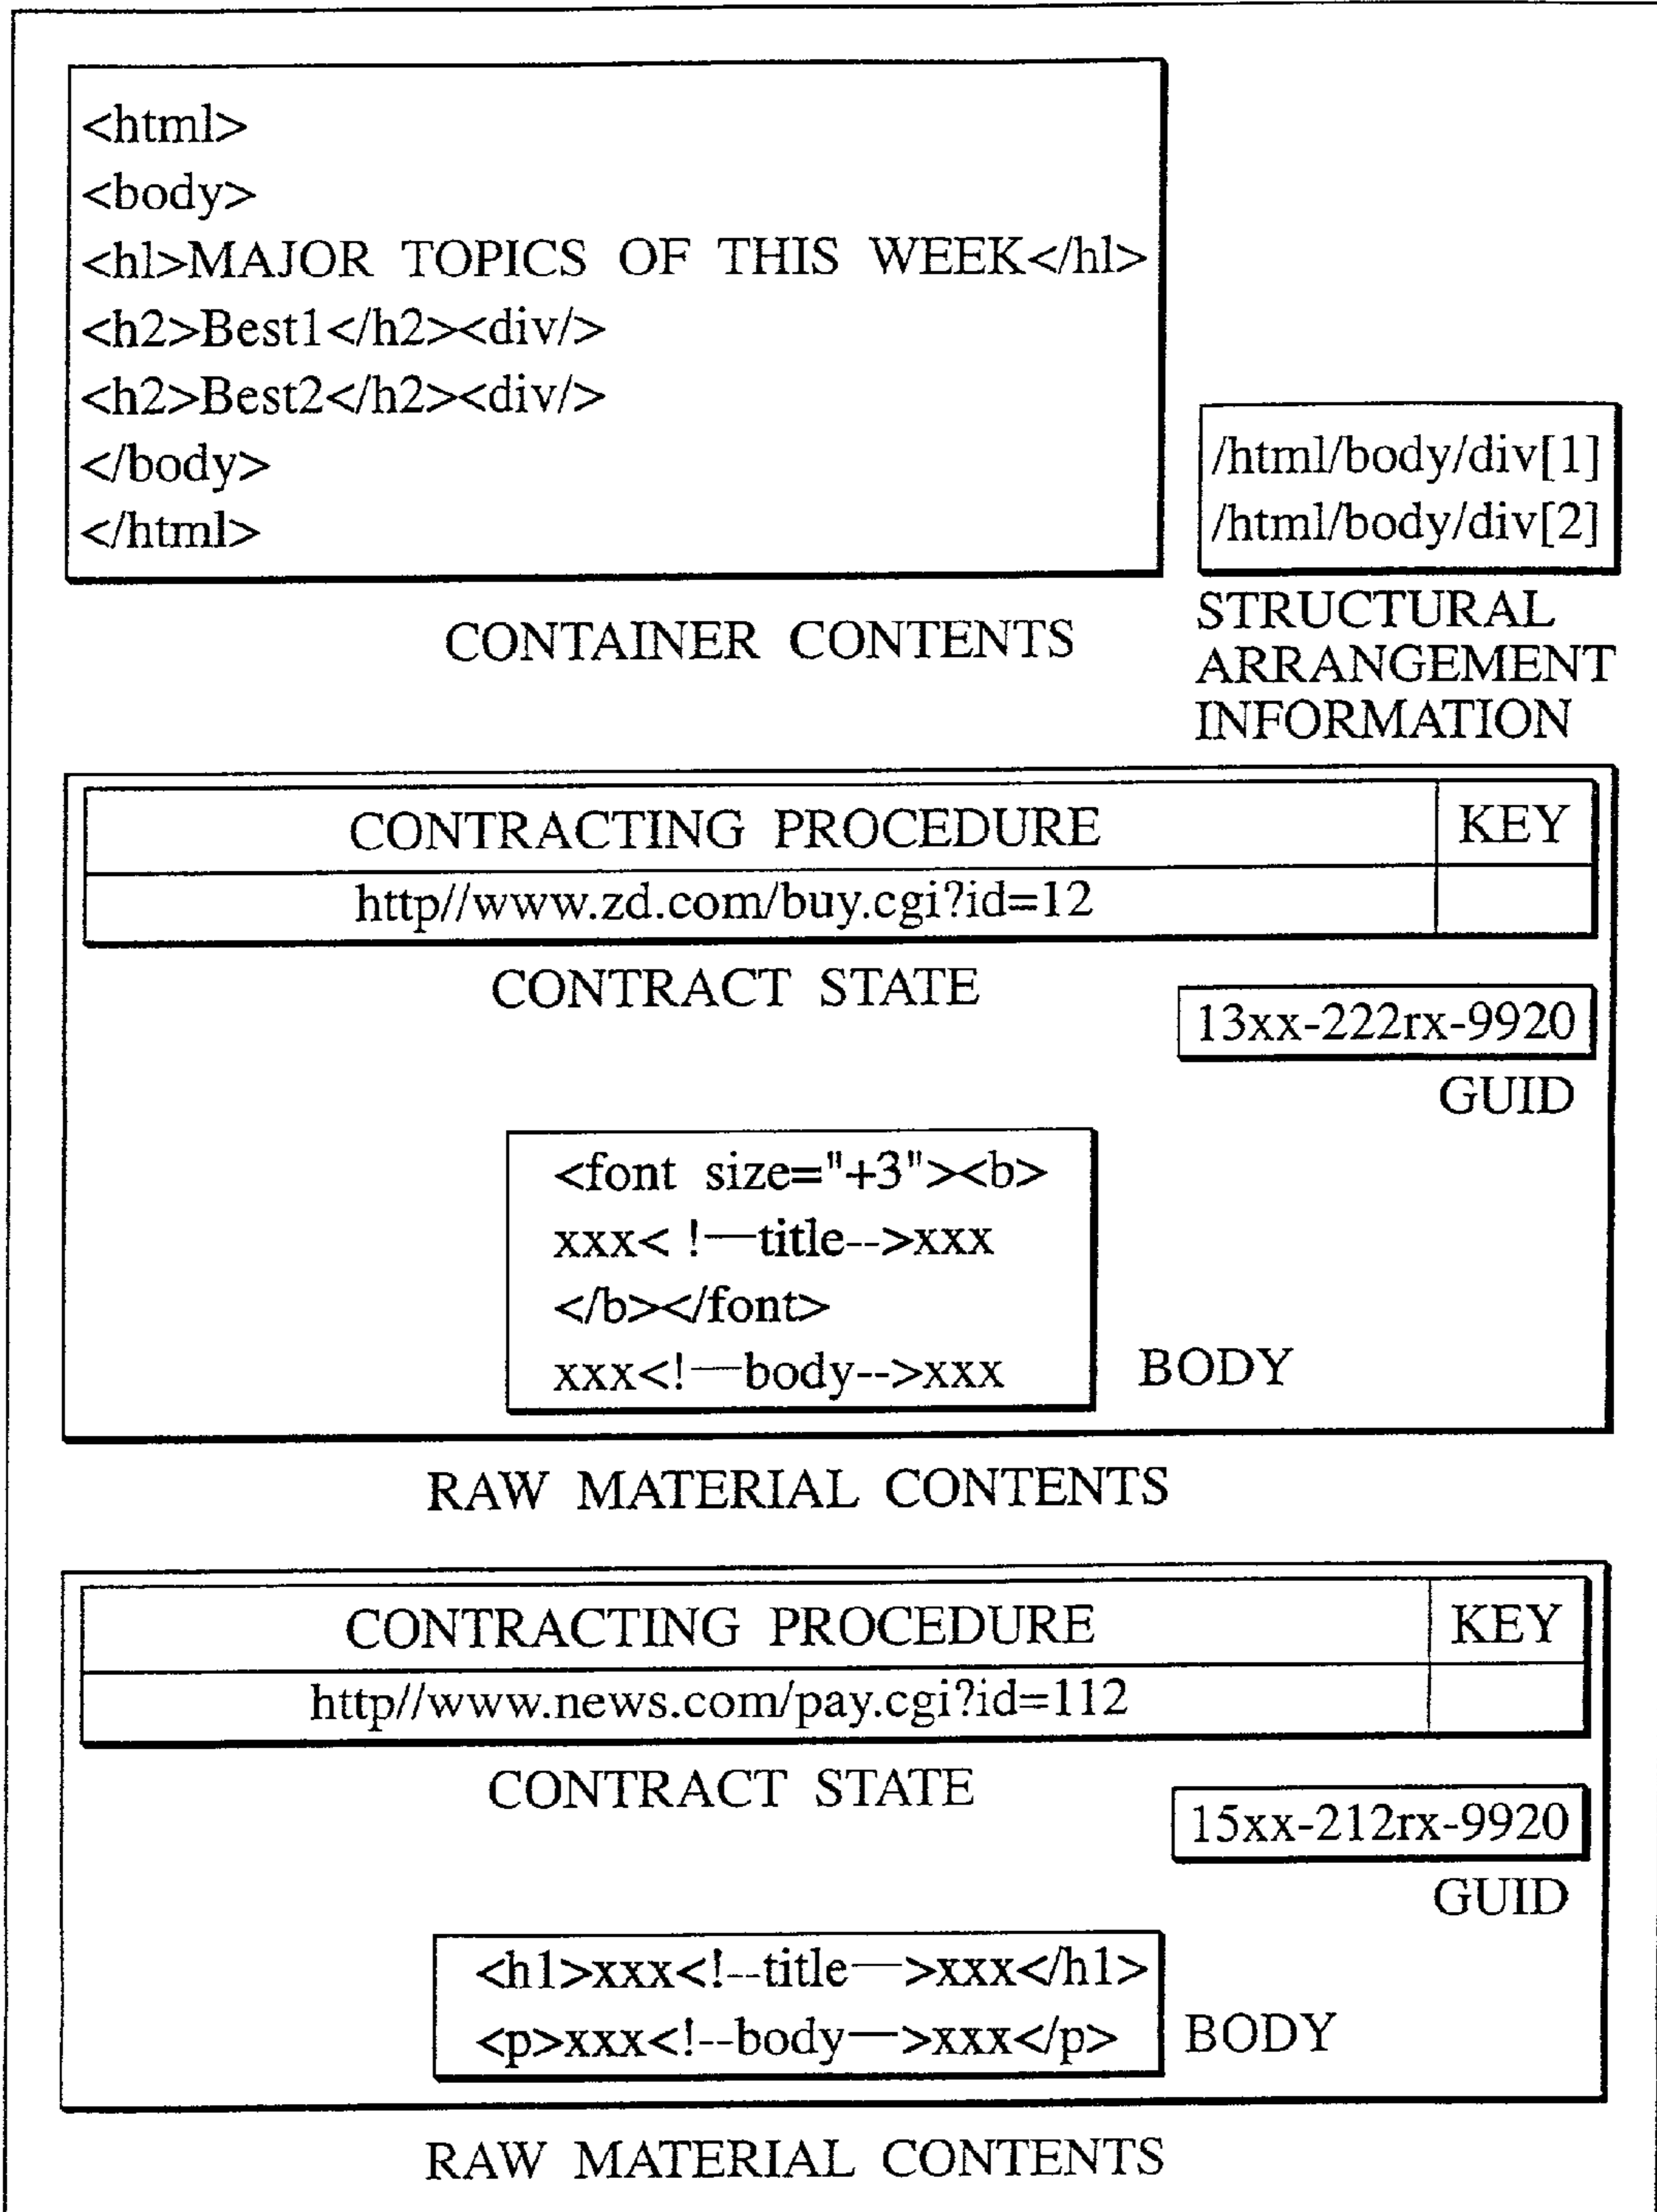 <html>
<body>
<hl>MAJOR TOPICS OF THIS WEEK</hl>
<h2>Best1</h2><div/>
<h2>Best2</h2><div/>
</body>
</html>
CONTAINER CONTENTS
/html/body/div[1]
/html/body/div[2]
STRUCTURAL
ARRANGEMENT
INFORMATION
CONTRACTING PROCEDURE KEY
http//www.zd.com/buy.cgi?id=12
CONTRACT STATE
13xx-222rx-9920
GUID
<font size="+3"><b>
xxx< !—title-->xxx
</b></font>
xxx<!—body-->xxx
BODY
RAW MATERIAL CONTENTS
CONTRACTING PROCEDURE KEY
http//www.news.com/pay.cgi?id=112
CONTRACT STATE
15xx-212rx-9920
GUID
<h1>xxx<!--title—>xxx</h1>
<p>xxx<!--body—>xxx</p>
BODY
RAW MATERIAL CONTENTS